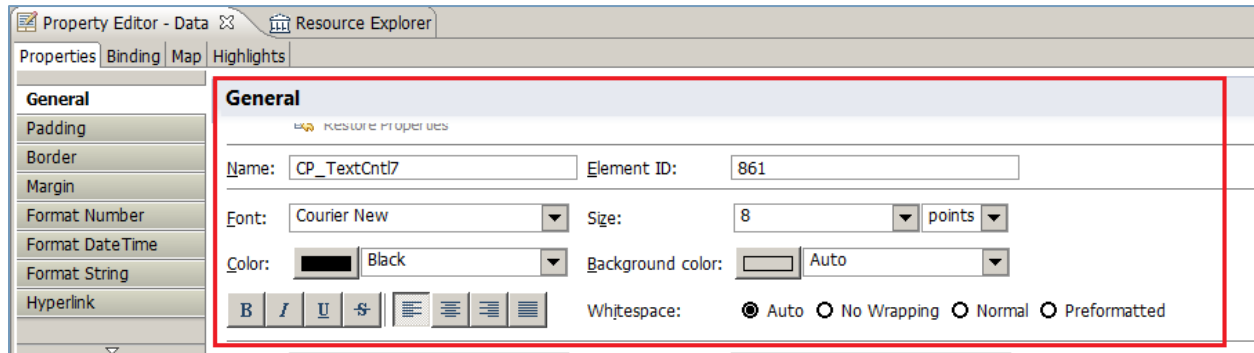 Property Editor - Data Resource Explorer
Properties Binding Map Highlights
General
Padding
Border
Margin
Format Number
Format DateTime
Format String
Hyperlink
General
Restore Properties
Name: CP_TextCntl7 Element ID: 861
Font: Courier New Size: 8 points
Color: Black Background color: Auto
B I U S Whitespace: Auto No Wrapping Normal Preformatted